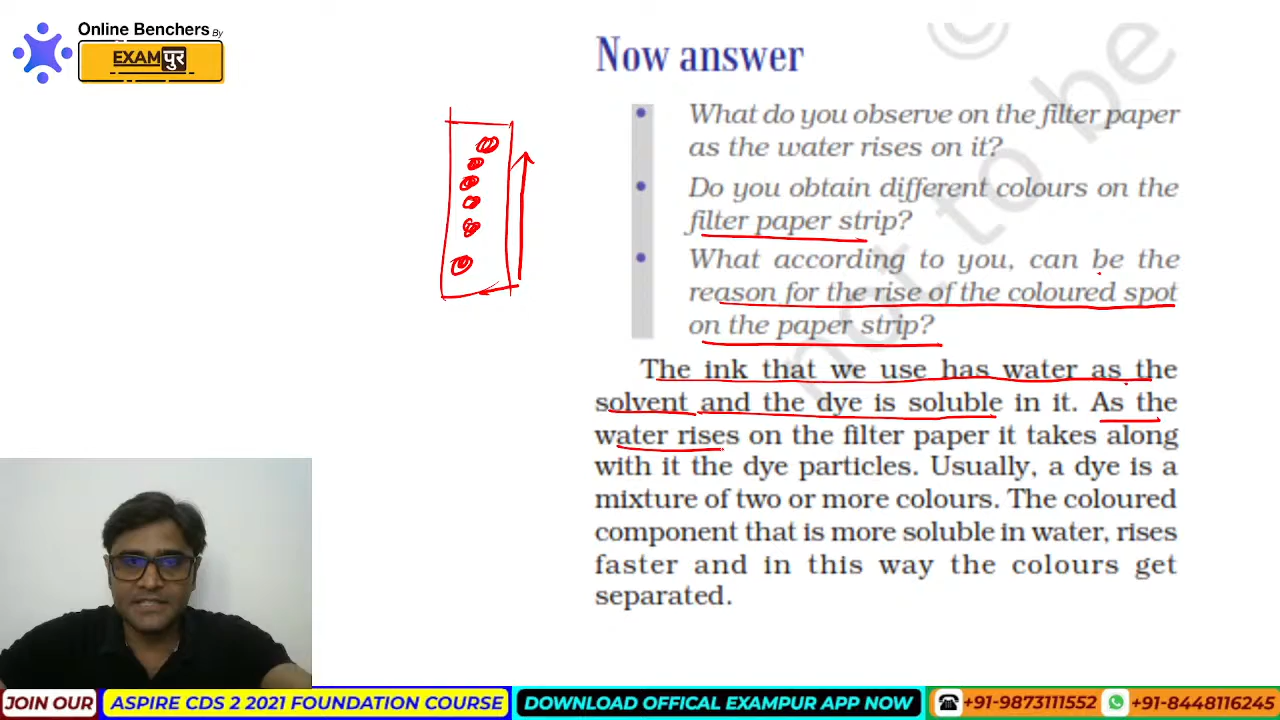 Online Benchers By
EXAMपुर
Now answer
• What do you observe on the filter paper
as the water rises on it?
• Do you obtain different colours on the
filter paper strip?
• What according to you, can be the
reason for the rise of the coloured spot
on the paper strip?
The ink that we use has water as the
solvent and the dye is soluble in it. As the
water rises on the filter paper it takes along
with it the dye particles. Usually, a dye is a
mixture of two or more colours. The coloured
component that is more soluble in water, rises
faster and in this way the colours get
separated.
©
not to be
JOIN OUR ASPIRE CDS 2 2021 FOUNDATION COURSE DOWNLOAD OFFICAL EXAMPUR APP NOW +91-9873111552 +91-8448116245